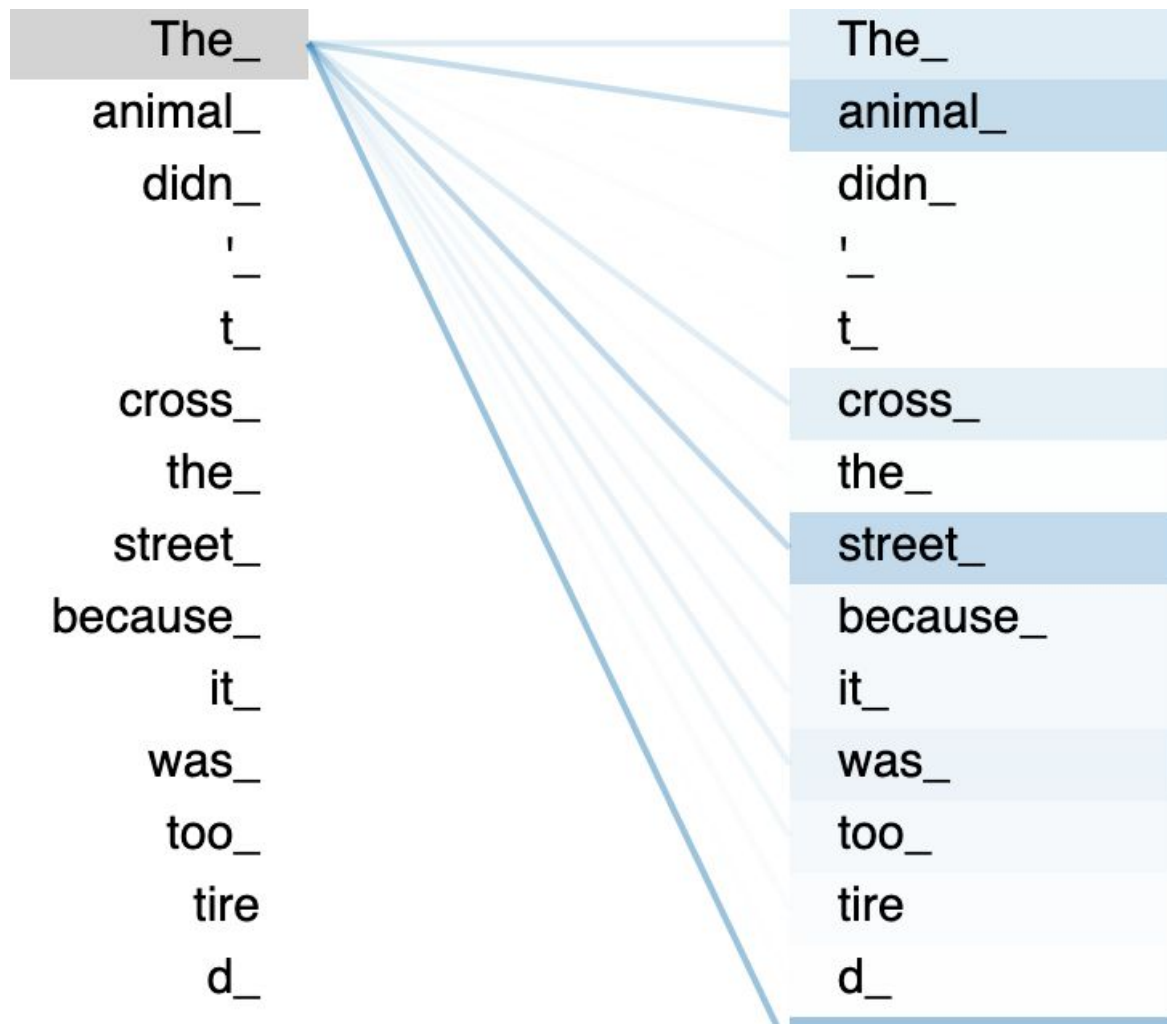 The_ The_
animal_ animal_
didn_ didn_
'_ '_
t_ t_
cross_ cross_
the_ the_
street_ street_
because_ because_
it_ it_
was_ was_
too_ too_
tire tire
d_ d_